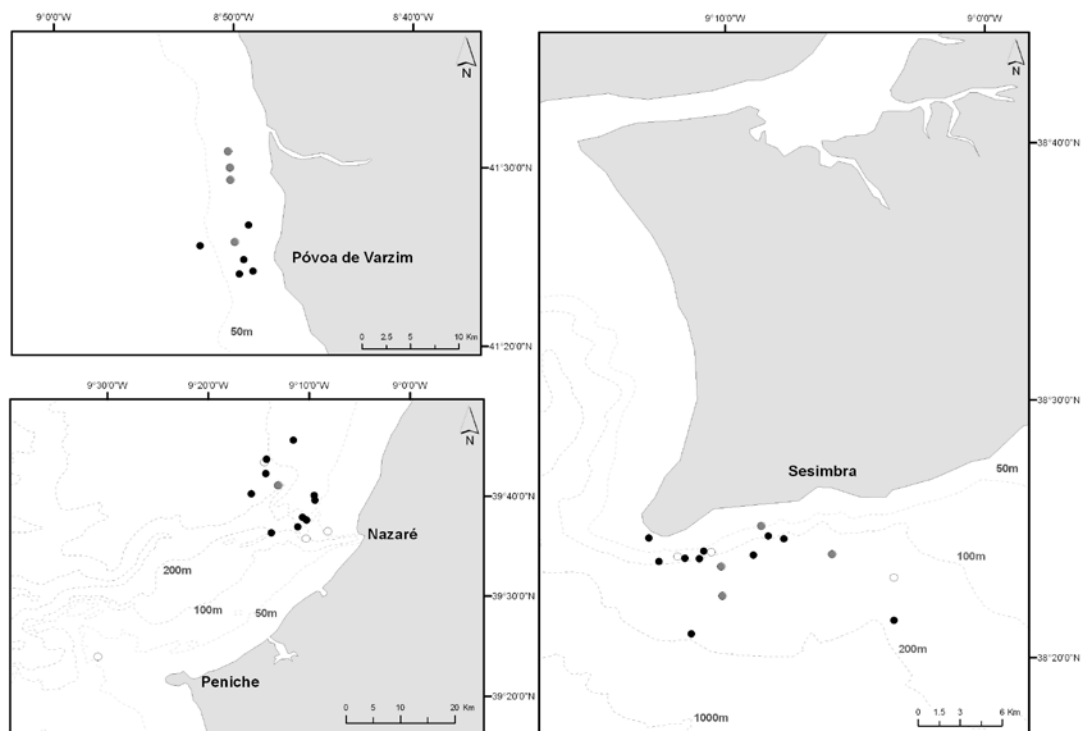 9°0'0"W 8°50'0"W 8°40'0"W
N
41°30'0"N
Póvoa de Varzim
0 2.5 5 10 Km
50m
41°20'0"N
9°30'0"W 9°20'0"W 9°10'0"W 9°0'0"W
N
39°40'0"N
Nazaré
200m
100m
50m
39°30'0"N
Peniche
39°20'0"N
0 5 10 20 Km
9°10'0"W 9°0'0"W
N
38°40'0"N
38°30'0"N
Sesimbra
50m
100m
200m
38°20'0"N
1000m
0 1.5 3 6 Km